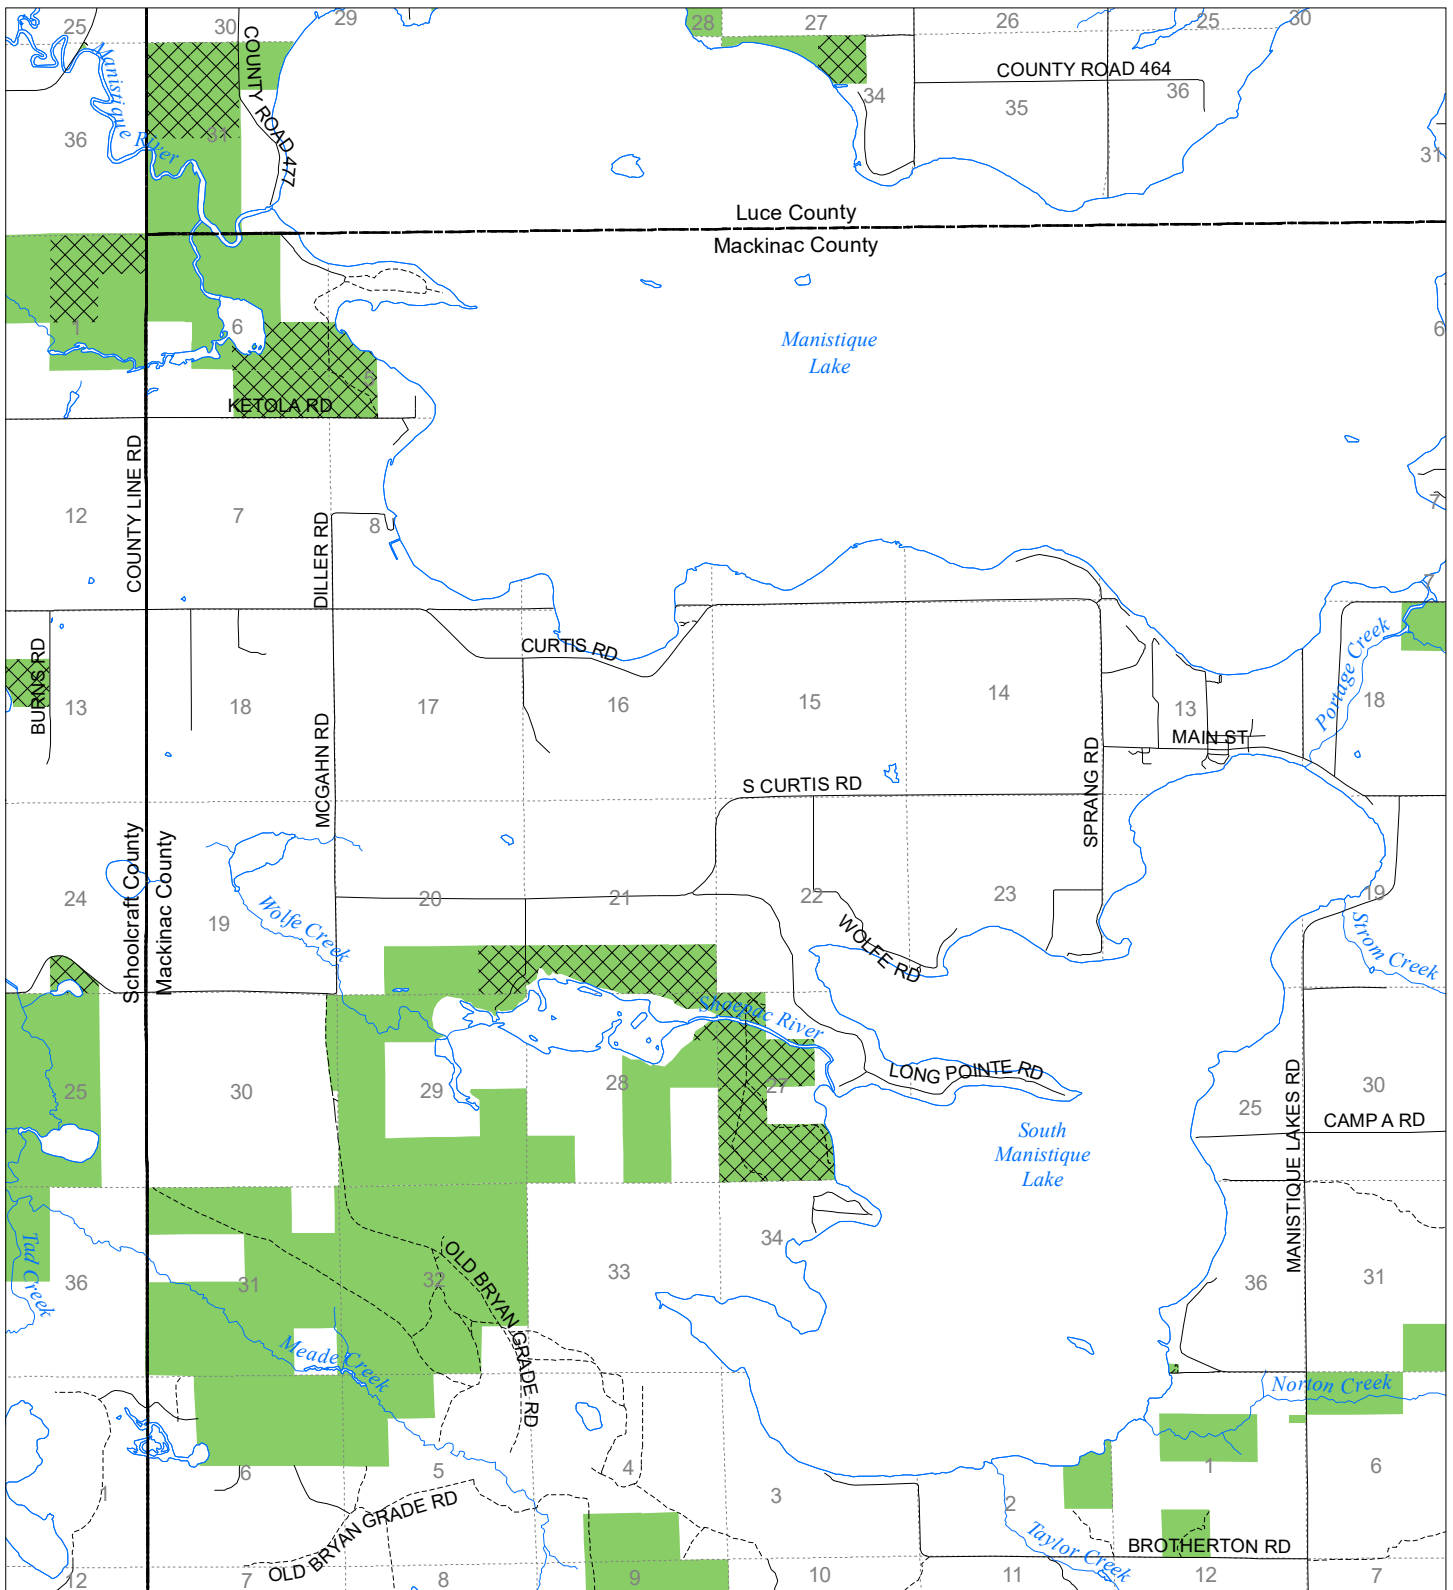 25
30
29
28
27
26
25
30
Manistique River
COUNTY ROAD 477
COUNTY ROAD 464
36
31
34
35
36
31
Luce County
Mackinac County
1
6
5
Manistique
Lake
6
KETOLA RD
COUNTY LINE RD
12
7
DILLER RD
8
7
7
BURNS RD
13
18
MCGAHN RD
17
CURTIS RD
16
15
14
13
MAIN ST
Portage Creek
18
SPRANG RD
S CURTIS RD
Schoolcraft County
Mackinac County
24
19
Wolfe Creek
20
21
22
WOLFE RD
23
19
Strom Creek
Shoepac River
25
30
29
28
27
LONG POINTE RD
South
Manistique
Lake
25
MANISTIQUE LAKES RD
30
CAMP A RD
Tad Creek
36
31
32
OLD BRYAN GRADE RD
33
34
36
31
Meade Creek
Norton Creek
1
6
5
4
3
2
1
6
OLD BRYAN GRADE RD
Taylor Creek
BROTHERTON RD
12
7
8
9
10
11
12
7